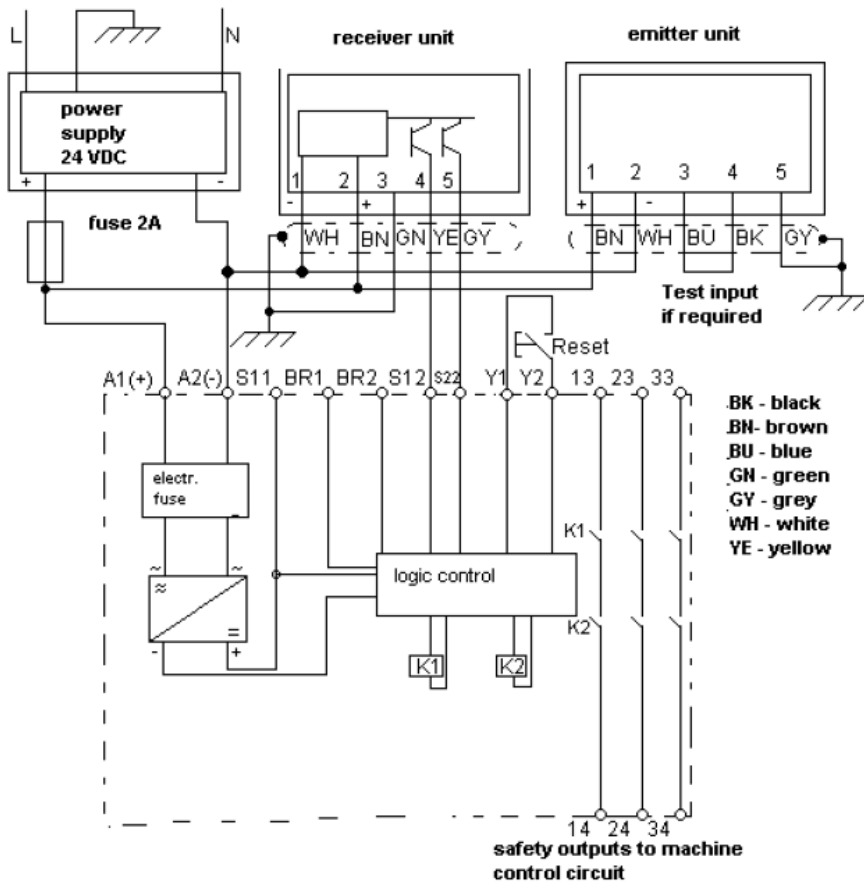 L
N
receiver unit
emitter unit
power
supply
24 VDC
+
-
fuse 2A
1 2 3 4 5
- +
WH BN GN YE GY
1 2 3 4 5
+ -
( BN WH BU BK GY )
Test input
if required
Reset
A1(+) A2(-) S11 BR1 BR2 S12 S22 Y1 Y2 13 23 33
BK - black
BN- brown
BU - blue
GN - green
GY - grey
WH - white
YE - yellow
electr.
fuse
-
~ ~
≈
=
- +
logic control
K1
K2
K1
K2
14 24 34
safety outputs to machine
control circuit